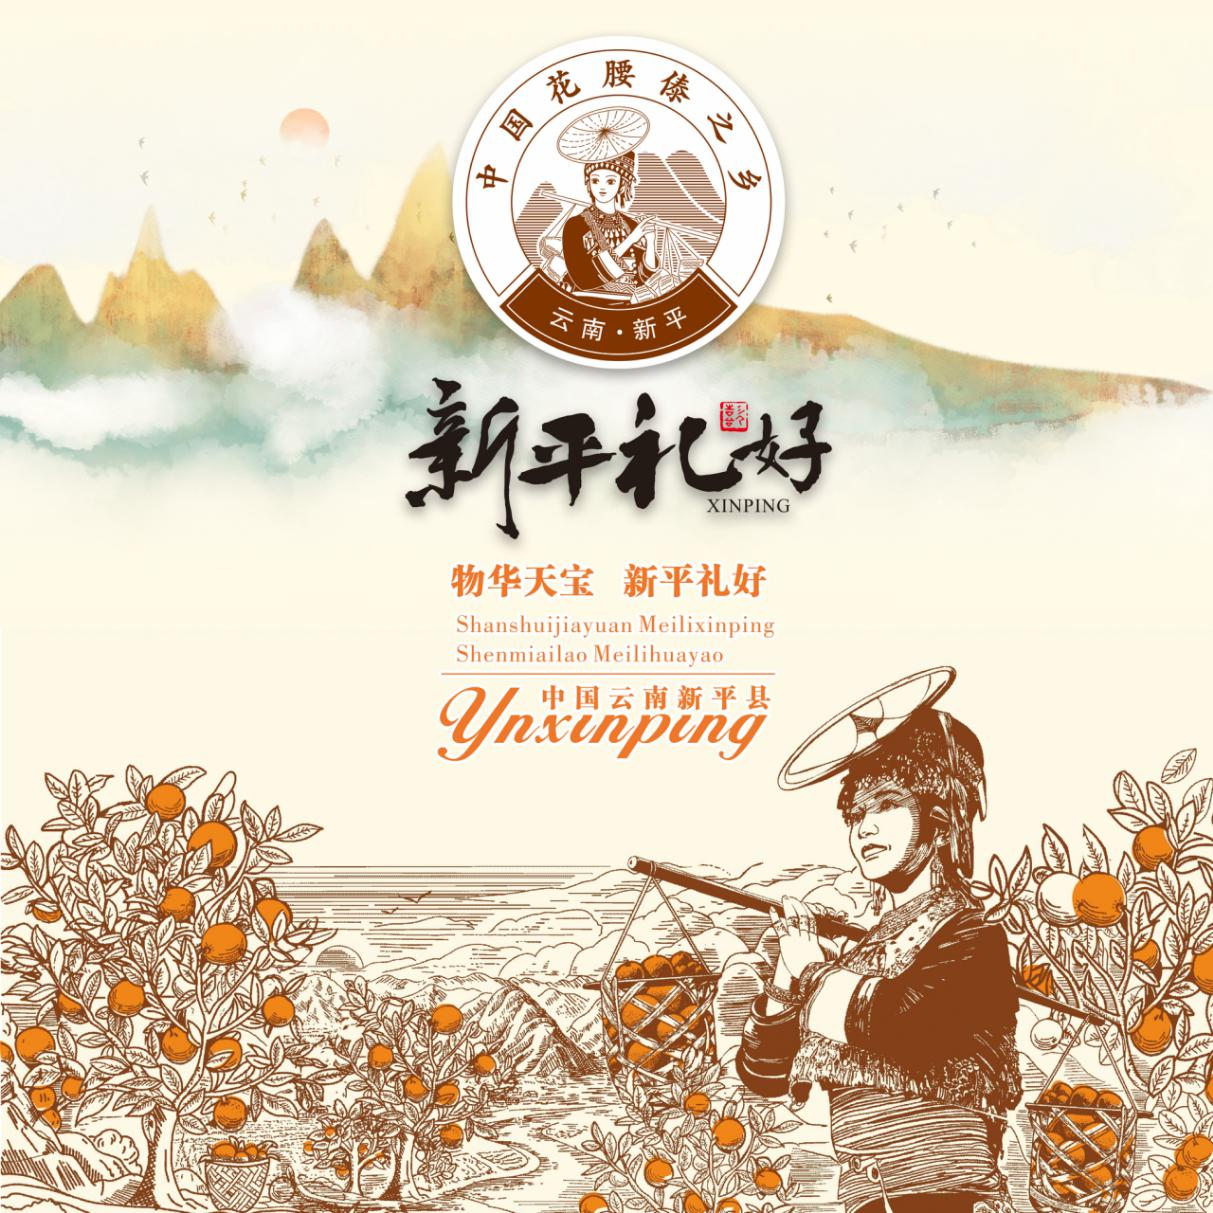 中国花腰傣之乡
云南·新平
新平礼好
XINPING
物华天宝 新平礼好
Shanshuijiayuan Meilixinping
Shenmiailao Meilihuayao
中国云南新平县
Ynxinping